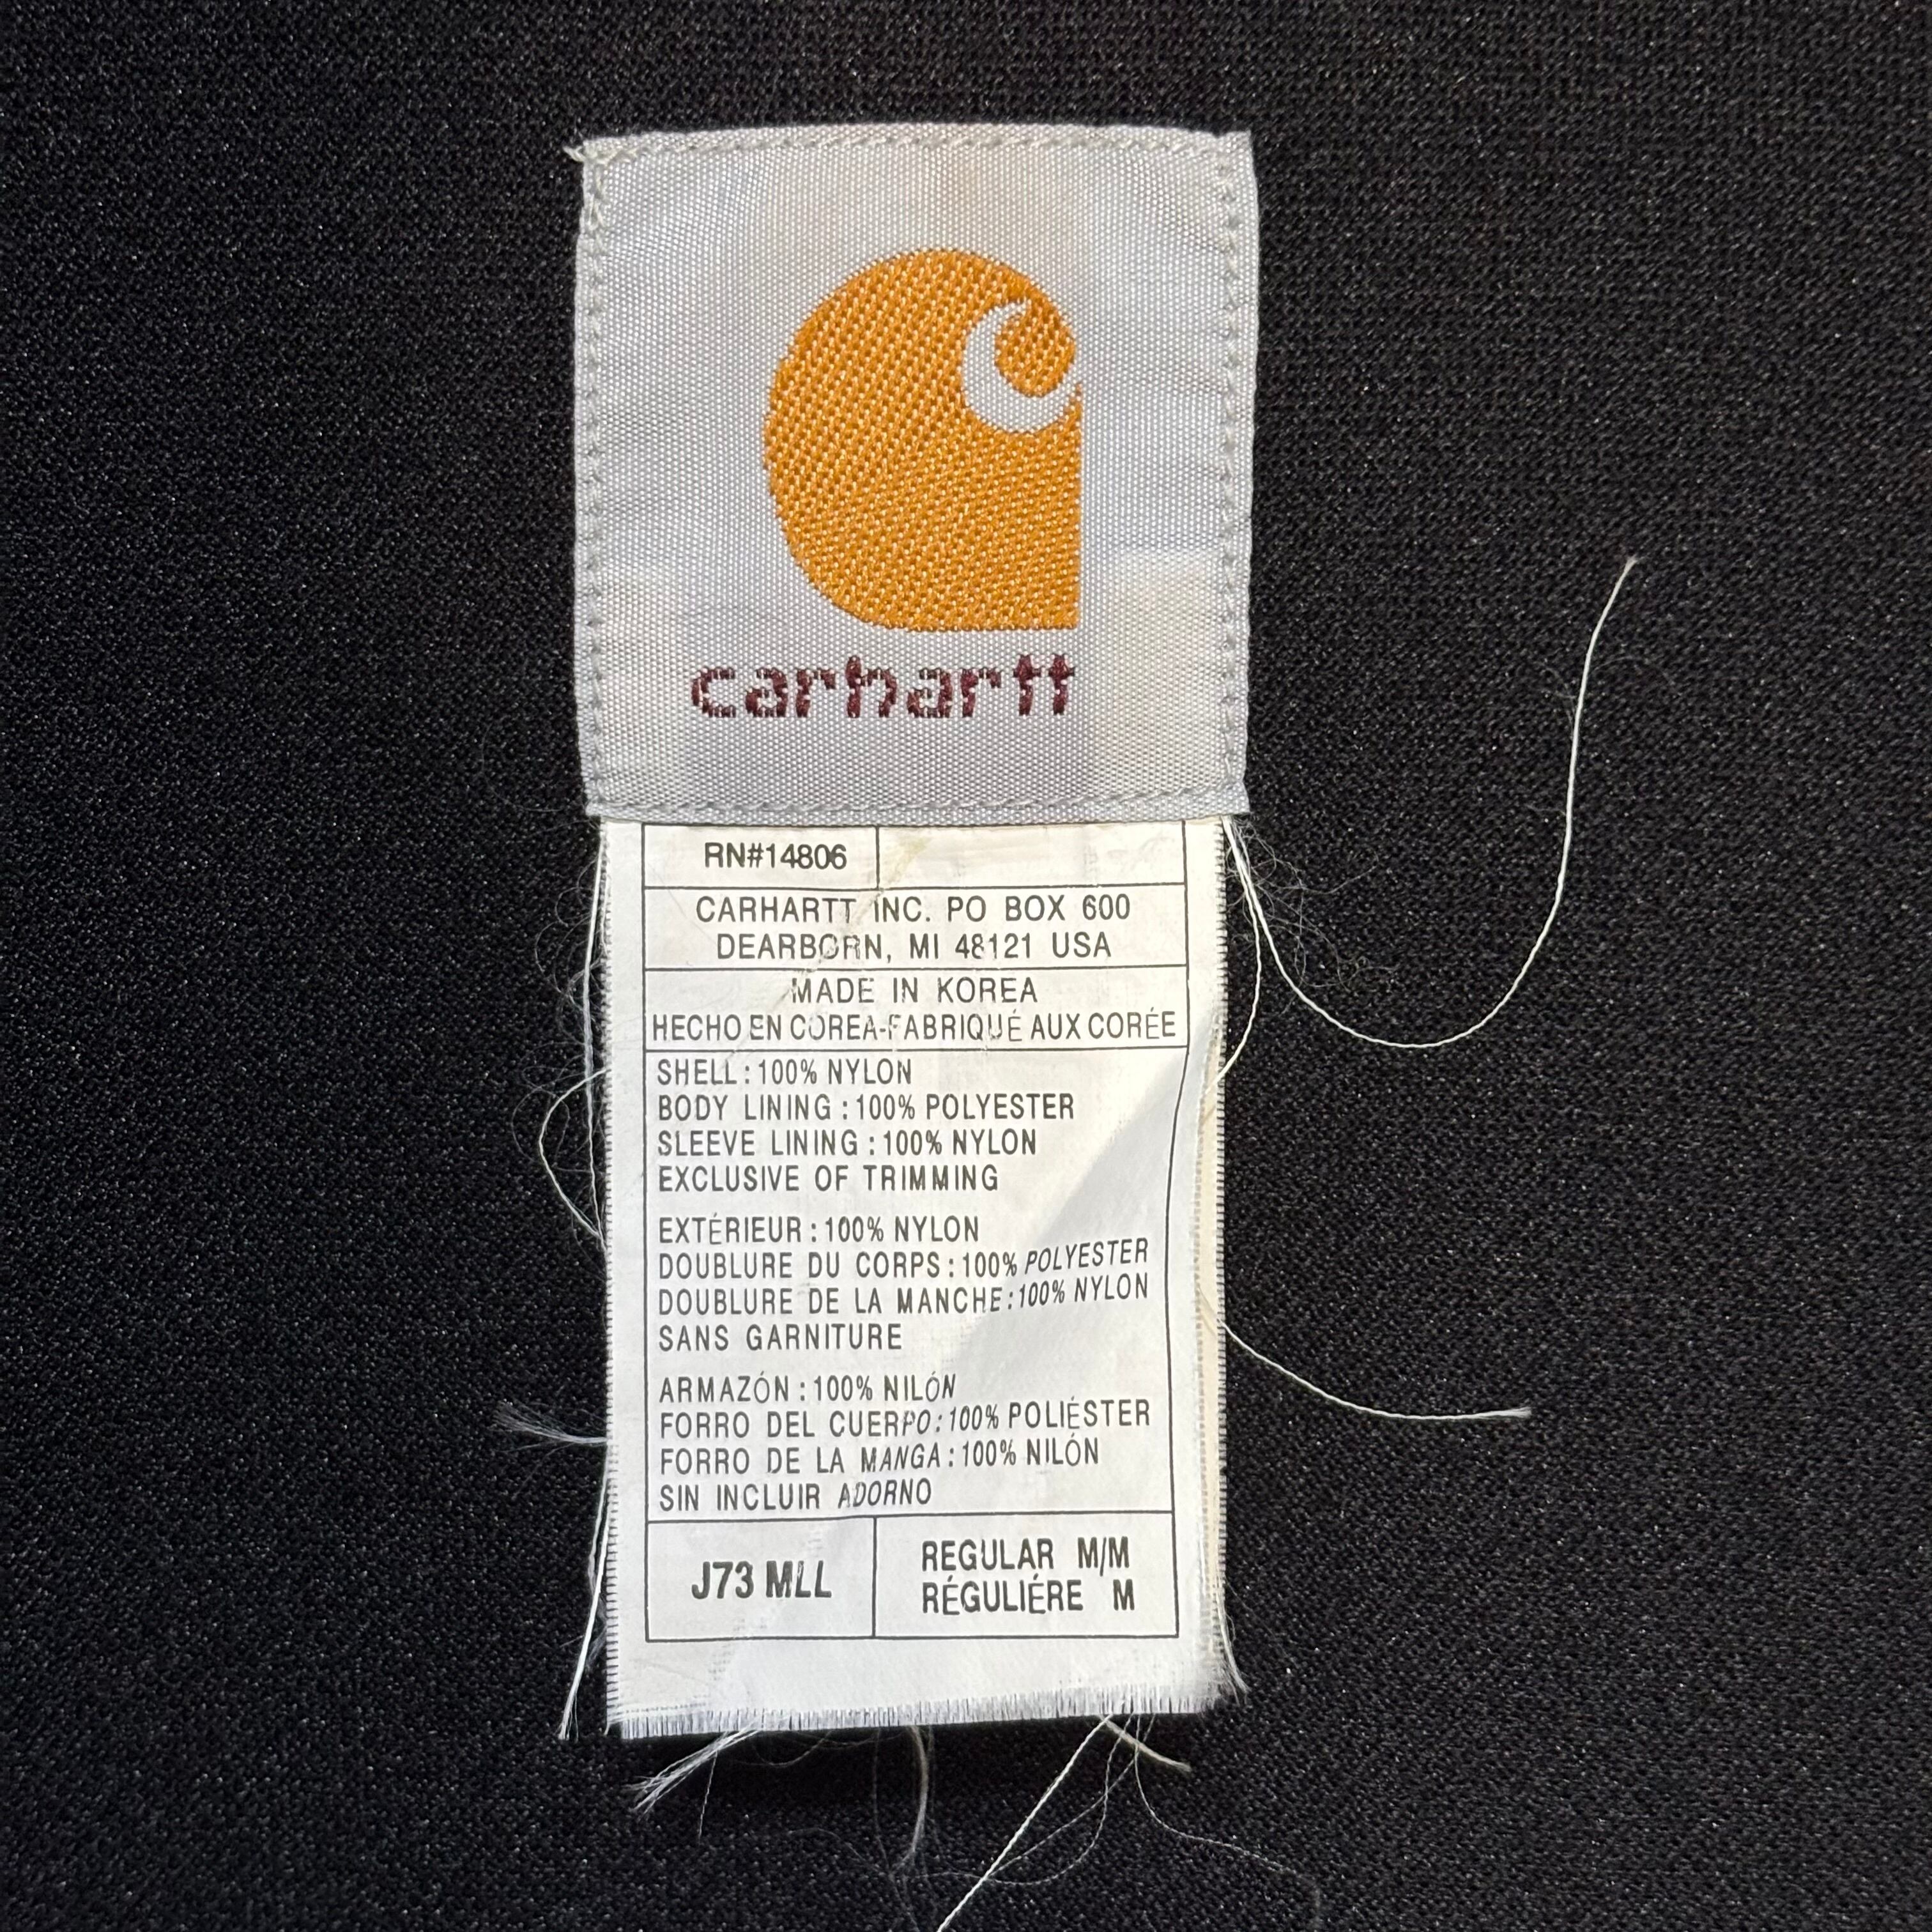 carhartt
RN#14806
CARHARTT INC. PO BOX 600
DEARBORN, MI 48121 USA
MADE IN KOREA
HECHO EN COREA-FABRIQUÉ AUX CORÉE
SHELL : 100% NYLON
BODY LINING : 100% POLYESTER
SLEEVE LINING : 100% NYLON
EXCLUSIVE OF TRIMMING
EXTÉRIEUR : 100% NYLON
DOUBLURE DU CORPS : 100% POLYESTER
DOUBLURE DE LA MANCHE : 100% NYLON
SANS GARNITURE
ARMAZÓN : 100% NILÓN
FORRO DEL CUERPO : 100% POLIÉSTER
FORRO DE LA MANGA : 100% NILÓN
SIN INCLUIR ADORNO
J73 MLL
REGULAR M/M
RÉGULIÉRE M